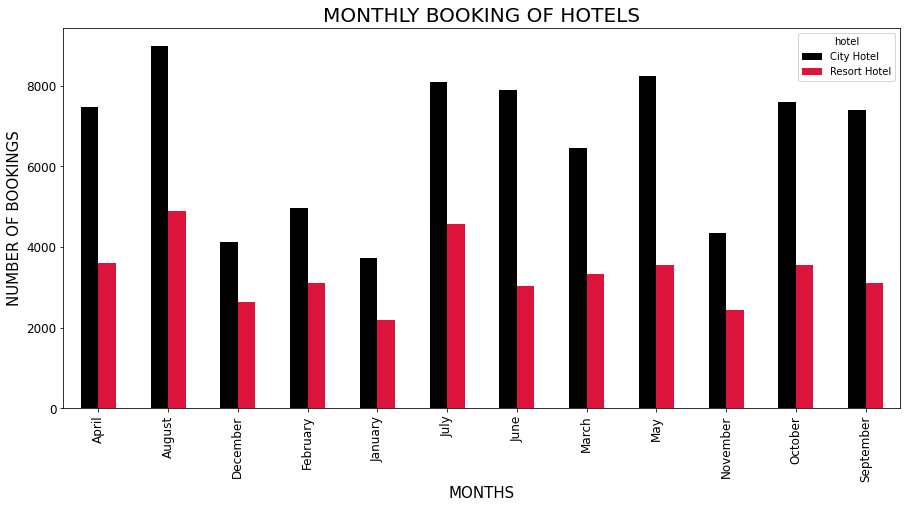 MONTHLY BOOKING OF HOTELS
hotel
City Hotel
Resort Hotel
NUMBER OF BOOKINGS
8000
6000
4000
2000
0
April
August
December
February
January
July
June
March
May
November
October
September
MONTHS